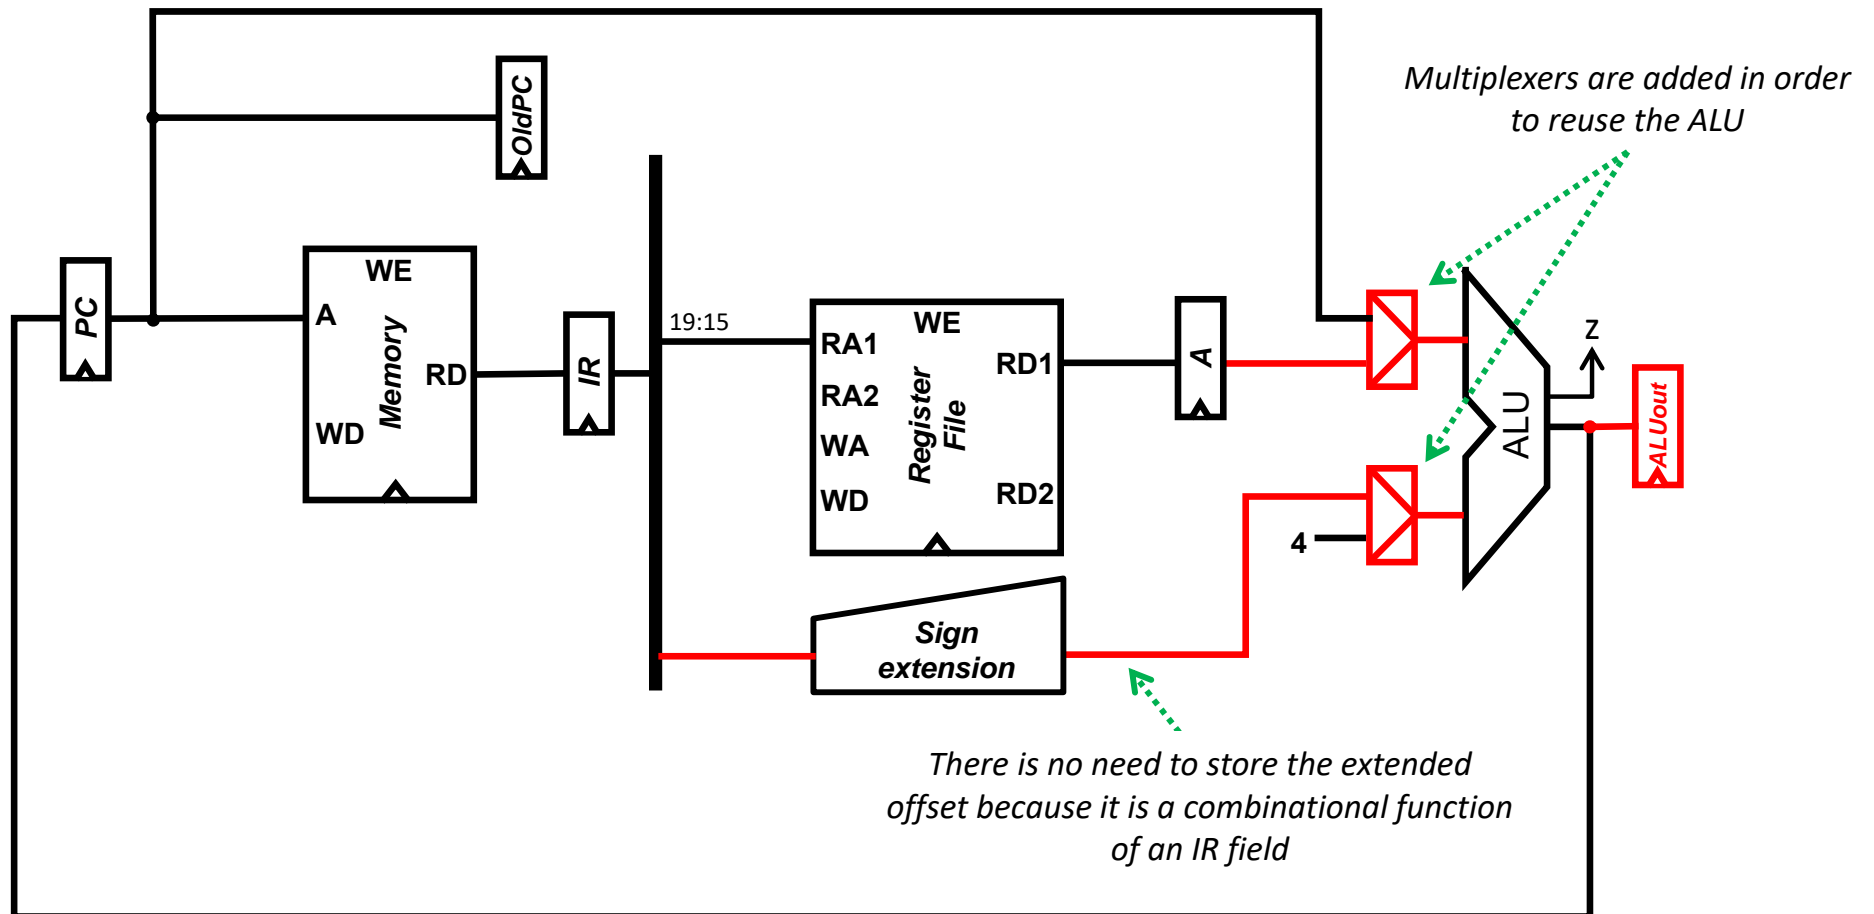 Multiplexers are added in order
to reuse the ALU
OldPC
PC
WE
A
Memory
RD
WD
IR
19:15
WE
RA1
RD1
RA2
Register
File
WA
WD
RD2
A
Z
ALU
ALUout
4
Sign
extension
There is no need to store the extended
offset because it is a combinational function
of an IR field